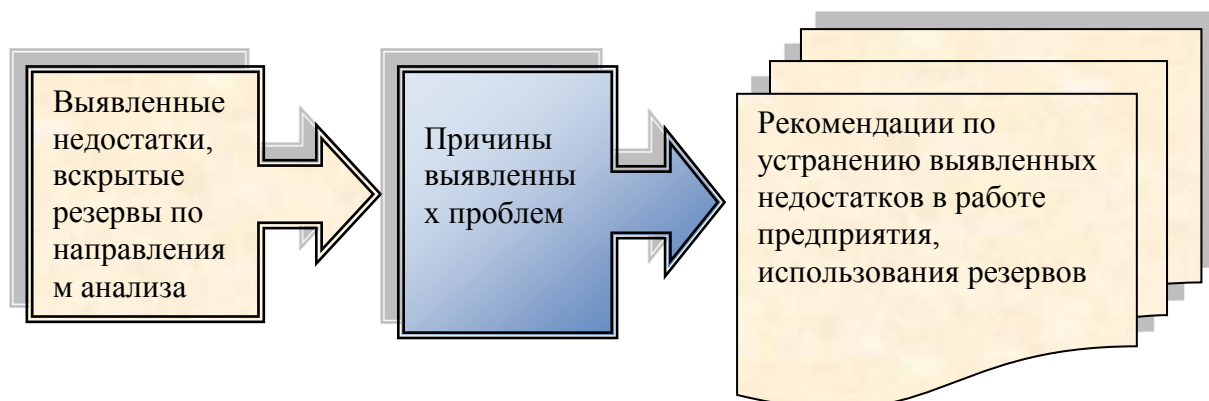 Выявленные
недостатки,
вскрытые
резервы по
направления
м анализа
Причины
выявленны
х проблем
Рекомендации по
устранению выявленных
недостатков в работе
предприятия,
использования резервов